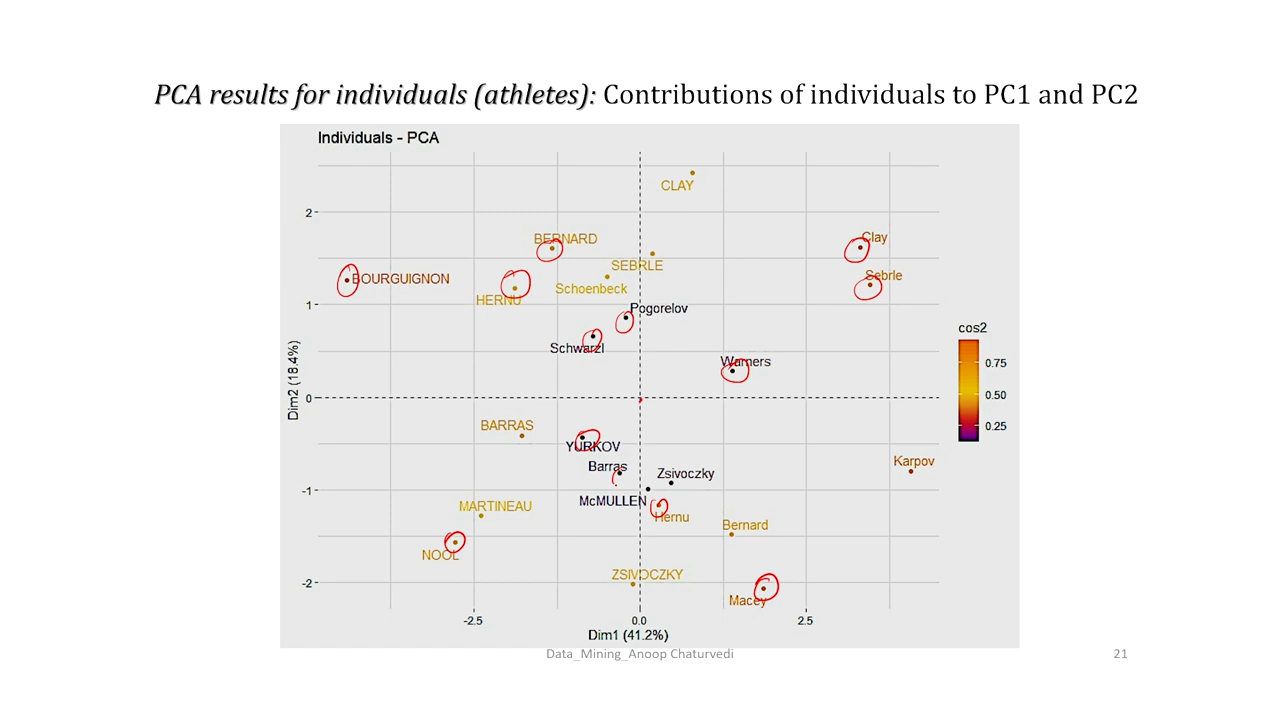 PCA results for individuals (athletes): Contributions of individuals to PC1 and PC2
Individuals - PCA
CLAY
2
BERNARD
Clay
SEBRLE
BOURGUIGNON
Sebrle
Schoenbeck
HERNU
1
Pogorelov
cos2
Schwarzl
Warners
0.75
Dim2 (18.4%)
0
0.50
BARRAS
0.25
YURKOV
Barras
Zsivoczky
Karpov
-1
McMULLEN
MARTINEAU
Hernu
Bernard
NOOL
ZSIVOCZKY
-2
Macey
-2.5
0.0
2.5
Dim1 (41.2%)
Data_Mining_Anoop Chaturvedi
21